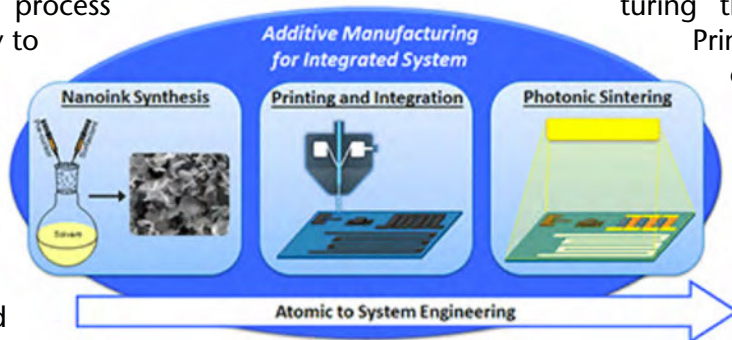 process
y to
turing th
Prin
Additive Manufacturing
for Integrated System
Nanoink Synthesis
Printing and Integration
Photonic Sintering
Solvent
d
Atomic to System Engineering